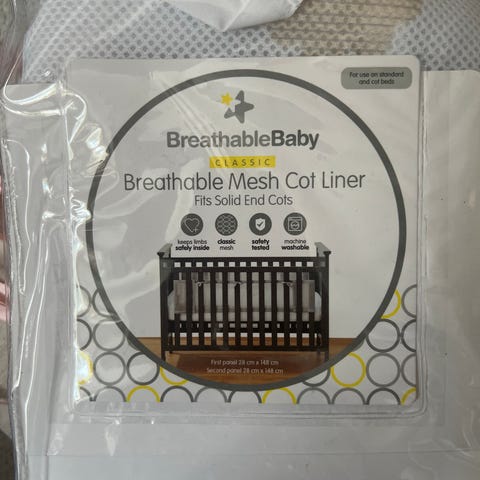 For use on standard
and cot beds
BreathableBaby
CLASSIC
Breathable Mesh Cot Liner
Fits Solid End Cots
keeps limbs
safely inside
classic
mesh
safety
tested
machine
washable
First panel 28 cm x 148 cm
Second panel 28 cm x 148 cm